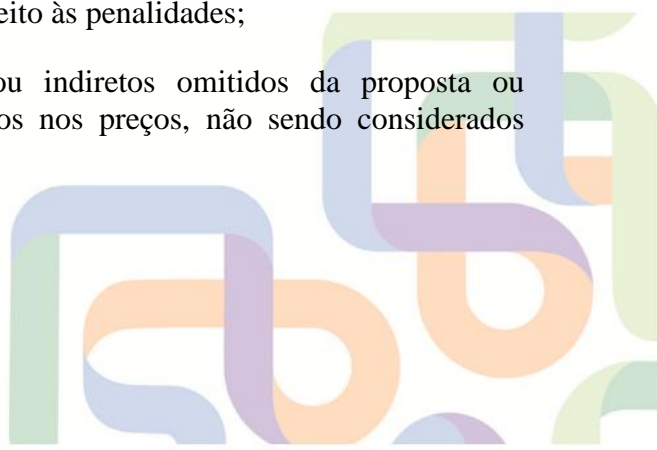 eito às penalidades;
ou indiretos omitidos da proposta ou
os nos preços, não sendo considerados